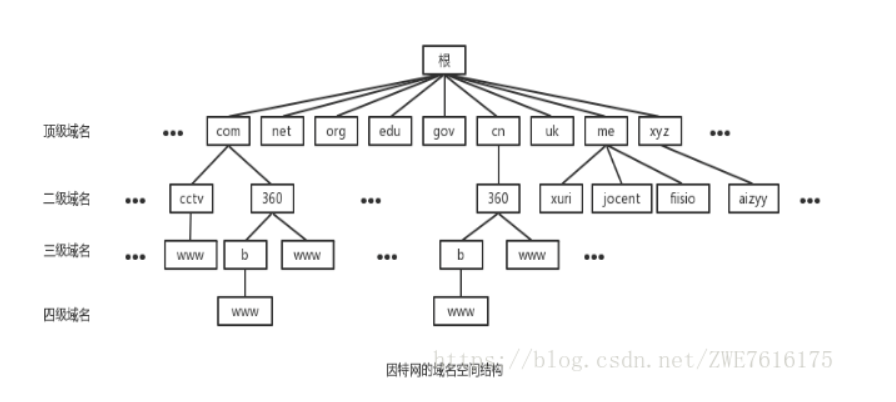 根
顶级域名 ••• com net org edu gov cn uk me xyz •••
二级域名 ••• cctv 360 ••• 360 xuri jocent fiisio aizyy •••
三级域名 ••• www b www ••• b www •••
四级域名 www www
https://blog.csdn.net/ZWE7616175
因特网的域名空间结构